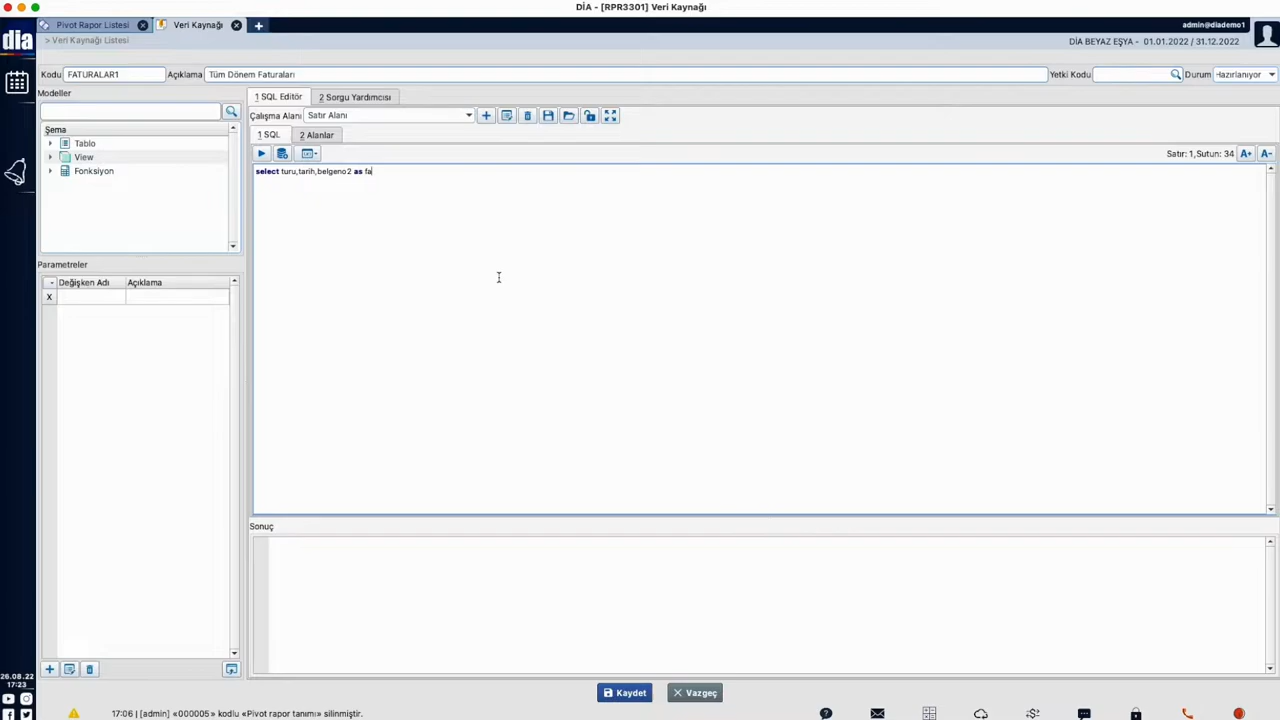 DİA - [RPR3301] Veri Kaynağı
dia
Pivot Rapor Listesi
Veri Kaynağı
admin@diademo1
> Veri Kaynağı Listesi
DİA BEYAZ EŞYA - 01.01.2022 / 31.12.2022
Kodu FATURALAR1 Açıklama Tüm Dönem Faturaları Yetki Kodu Durum Hazırlanıyor
Modeller
1 SQL Editör 2 Sorgu Yardımcısı
Çalışma Alanı Satır Alanı
Şema
1 SQL 2 Alanlar
Tablo
View
Fonksiyon
Satır: 1,Sutun: 34 A+ A-
select turu,tarih,belgeno2 as fa
Parametreler
Değişken Adı Açıklama
X
Sonuç
Kaydet Vazgeç
26.08.22
17:23
17:06 | [admin] «000005» kodlu «Pivot rapor tanımı» silinmiştir.